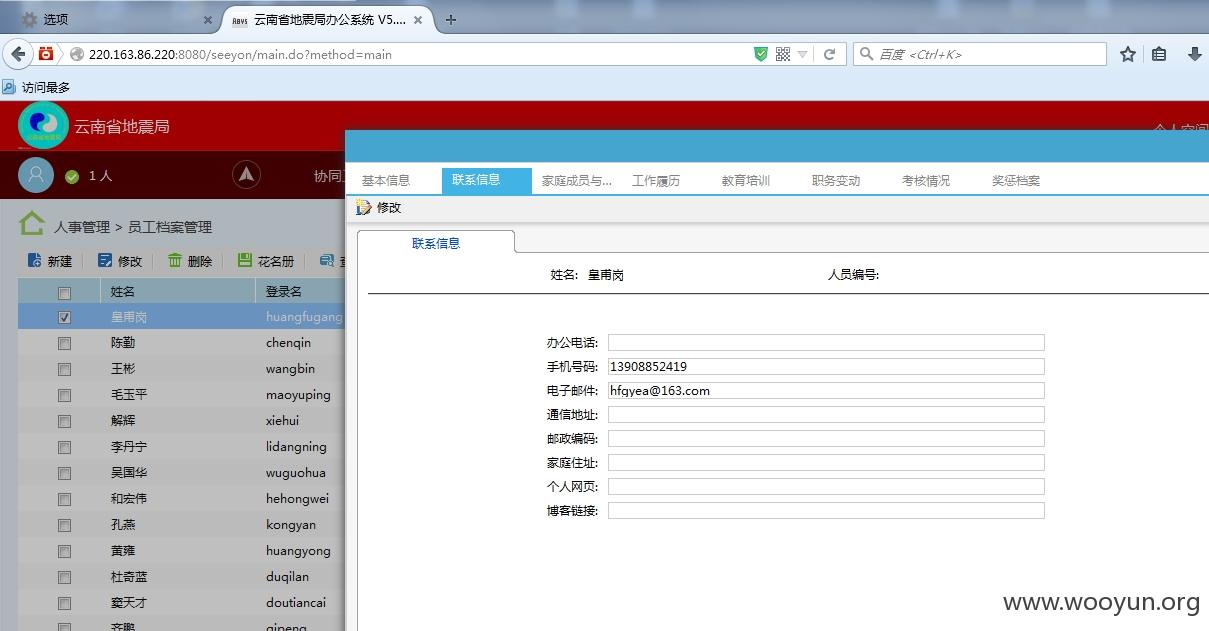 选项
RBVS 云南省地震局办公系统 V5....
220.163.86.220:8080/seeyon/main.do?method=main
百度 <Ctrl+K>
访问最多
云南省地震局
个人空间
1 人
协同工
基本信息 联系信息 家庭成员与... 工作履历 教育培训 职务变动 考核情况 奖惩档案
修改
人事管理 > 员工档案管理
新建 修改 删除 花名册
联系信息
姓名: 皇甫岗 人员编号:
姓名 登录名
皇甫岗 huangfugang
陈勤 chenqin
王彬 wangbin
毛玉平 maoyuping
解辉 xiehui
李丹宁 lidangning
吴国华 wuguohua
和宏伟 hehongwei
孔燕 kongyan
黄雍 huangyong
杜奇蓝 duqilan
窦天才 doutiancai
齐鹏 qipeng
办公电话:
手机号码: 13908852419
电子邮件: hfgyea@163.com
通信地址:
邮政编码:
家庭住址:
个人网页:
博客链接:
www.wooyun.org